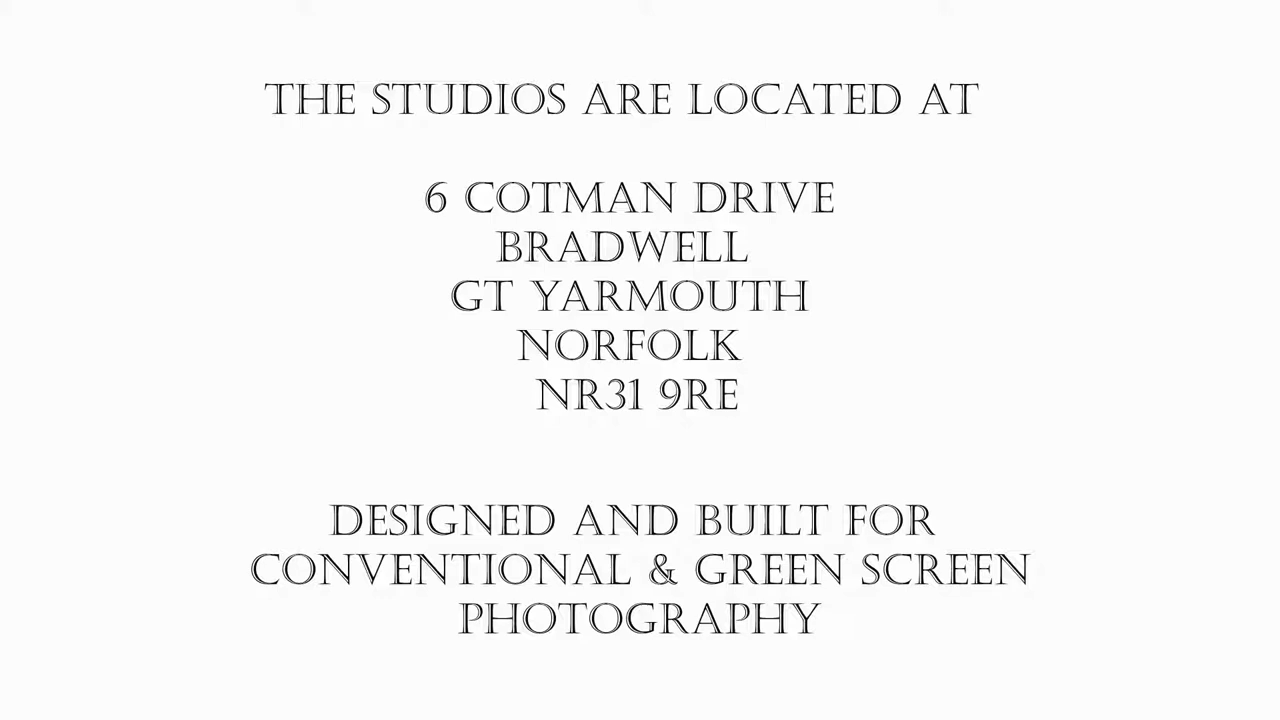 THE STUDIOS ARE LOCATED AT
6 COTMAN DRIVE
BRADWELL
GT YARMOUTH
NORFOLK
NR31 9RE
DESIGNED AND BUILT FOR
CONVENTIONAL & GREEN SCREEN
PHOTOGRAPHY